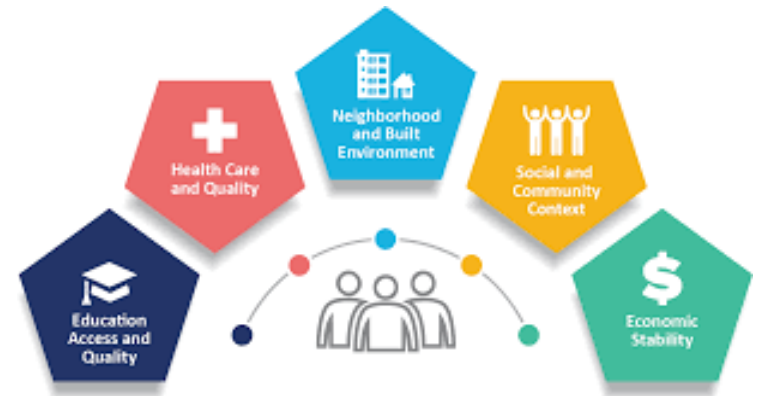 Education
Access and
Quality
Health Care
and Quality
Neighborhood
and Built
Environment
Social and
Community
Context
$
Economic
Stability